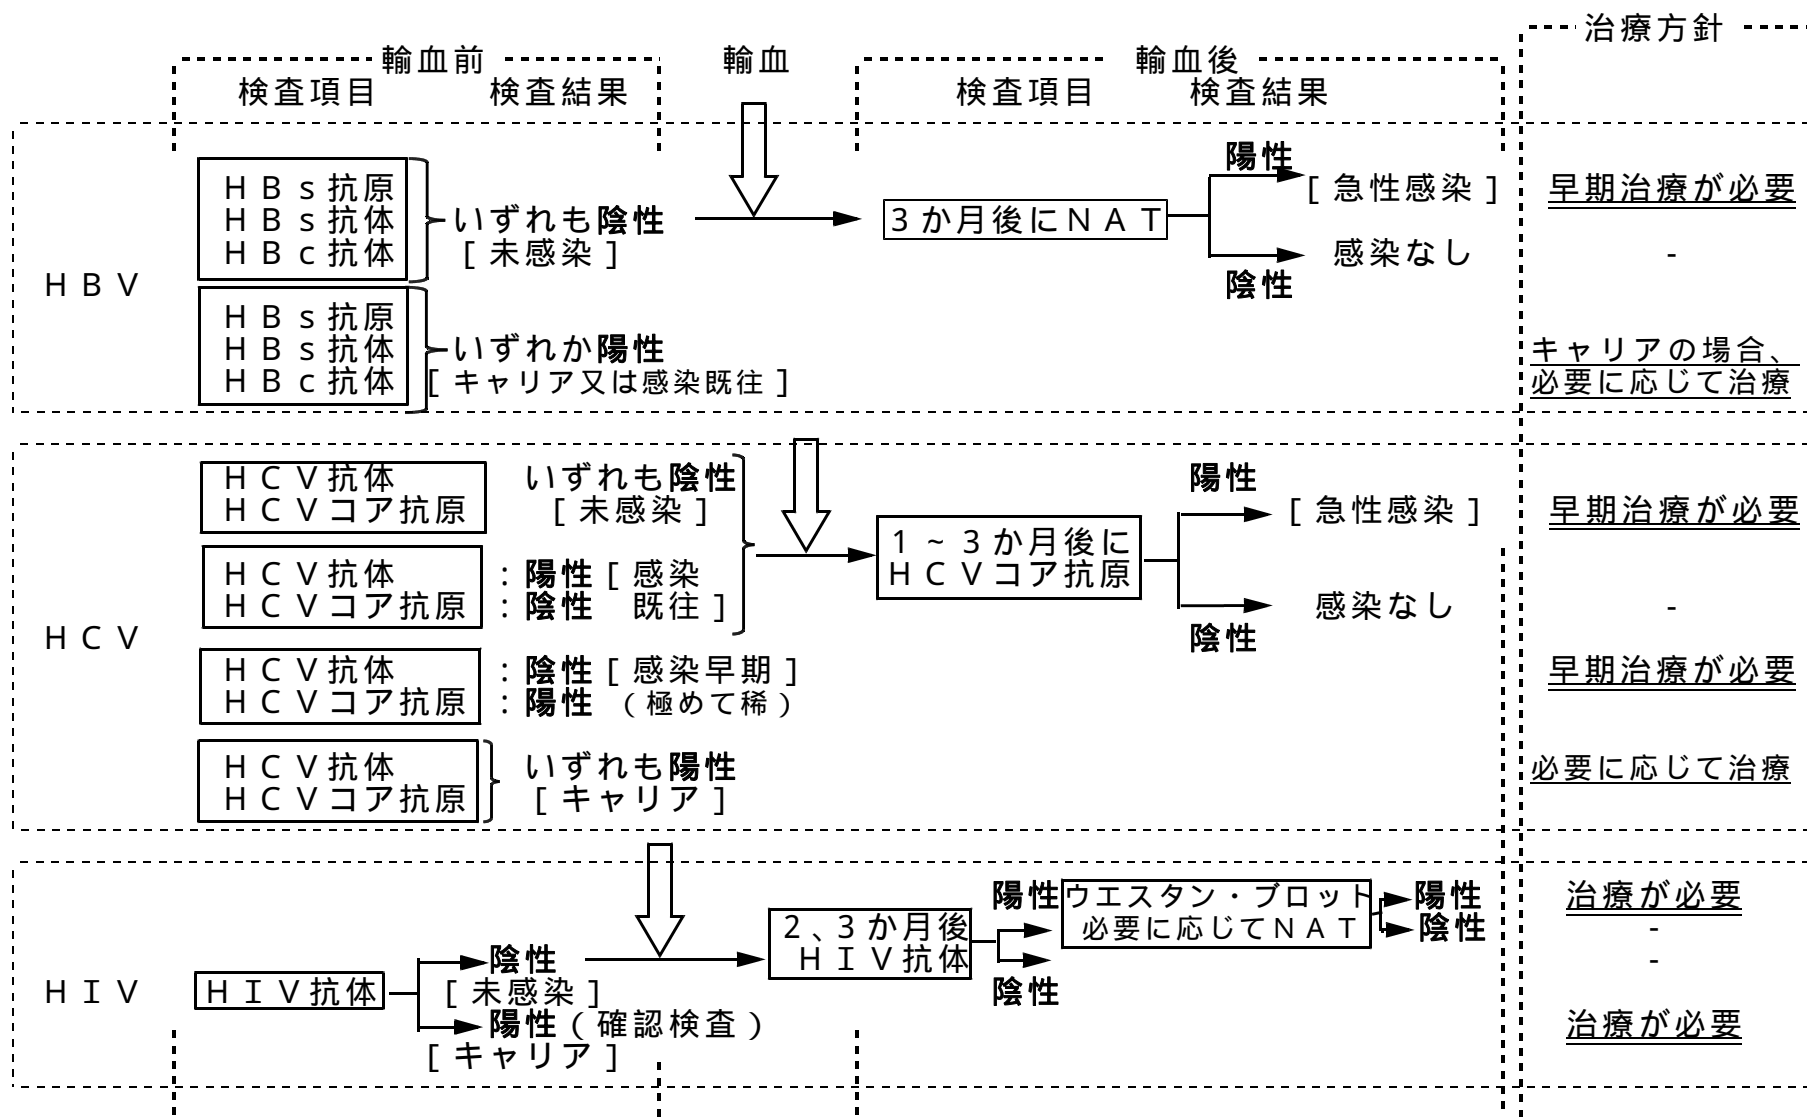 治療方針
輸血前 輸血 輸血後
検査項目 検査結果 検査項目 検査結果
陽性
HBs抗原 [急性感染] 早期治療が必要
HBs抗体 いずれも陰性 3か月後にNAT
HBc抗体 [未感染] 感染なし -
HBV 陰性
HBs抗原
HBs抗体 いずれか陽性 キャリアの場合、
HBc抗体 [キャリア又は感染既往] 必要に応じて治療
HCV抗体 いずれも陰性 陽性
HCVコア抗原 [未感染] [急性感染] 早期治療が必要
1~3か月後に
HCV抗体 :陽性[感染 HCVコア抗原
HCVコア抗原 :陰性 既往] 感染なし -
HCV 陰性
HCV抗体 :陰性[感染早期] 早期治療が必要
HCVコア抗原 :陽性 (極めて稀)
HCV抗体 いずれも陽性 必要に応じて治療
HCVコア抗原 [キャリア]
陽性 ウエスタン・ブロット 陽性 治療が必要
2、3か月後 必要に応じてNAT 陰性 -
陰性 HIV抗体 -
HIV HIV抗体 [未感染] 陰性
陽性(確認検査) 治療が必要
[キャリア]